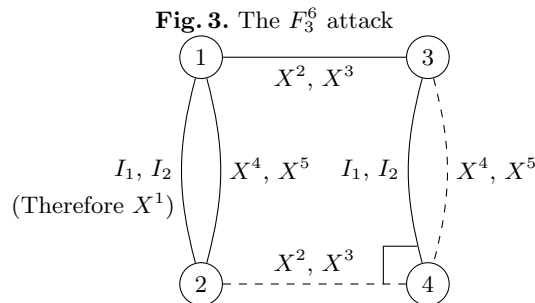 Fig. 3. The $F_3^6$ attack
1 3
$X^2$, $X^3$
$I_1$, $I_2$ $X^4$, $X^5$ $I_1$, $I_2$ $X^4$, $X^5$
(Therefore $X^1$)
$X^2$, $X^3$
2 4